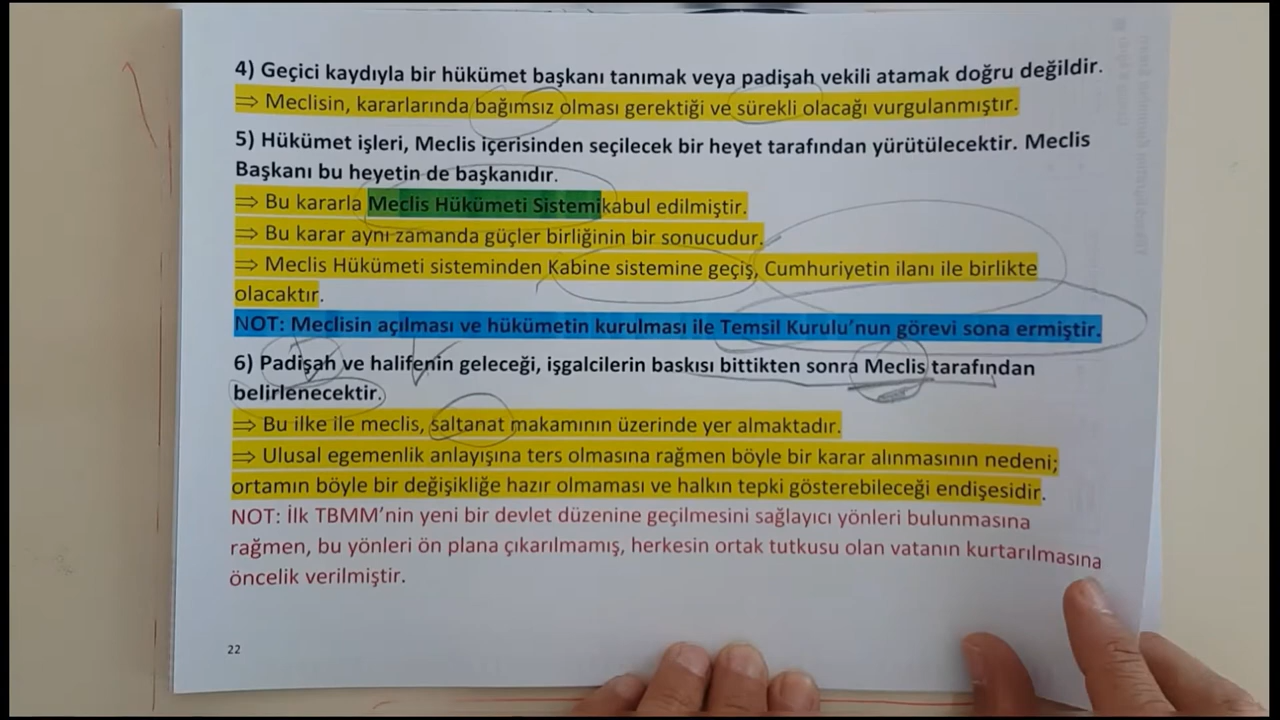 4) Geçici kaydıyla bir hükümet başkanı tanımak veya padişah vekili atamak doğru değildir.
⇒ Meclisin, kararlarında bağımsız olması gerektiği ve sürekli olacağı vurgulanmıştır.
5) Hükümet işleri, Meclis içerisinden seçilecek bir heyet tarafından yürütülecektir. Meclis
Başkanı bu heyetin de başkanıdır.
⇒ Bu kararla Meclis Hükümeti Sistemi kabul edilmiştir.
⇒ Bu karar aynı zamanda güçler birliğinin bir sonucudur.
⇒ Meclis Hükümeti sisteminden Kabine sistemine geçiş, Cumhuriyetin ilanı ile birlikte
olacaktır.
NOT: Meclisin açılması ve hükümetin kurulması ile Temsil Kurulu’nun görevi sona ermiştir.
6) Padişah ve halifenin geleceği, işgalcilerin baskısı bittikten sonra Meclis tarafından
belirlenecektir.
⇒ Bu ilke ile meclis, saltanat makamının üzerinde yer almaktadır.
⇒ Ulusal egemenlik anlayışına ters olmasına rağmen böyle bir karar alınmasının nedeni;
ortamın böyle bir değişikliğe hazır olmaması ve halkın tepki gösterebileceği endişesidir.
NOT: İlk TBMM’nin yeni bir devlet düzenine geçilmesini sağlayıcı yönleri bulunmasına
rağmen, bu yönleri ön plana çıkarılmamış, herkesin ortak tutkusu olan vatanın kurtarılmasına
öncelik verilmiştir.
22